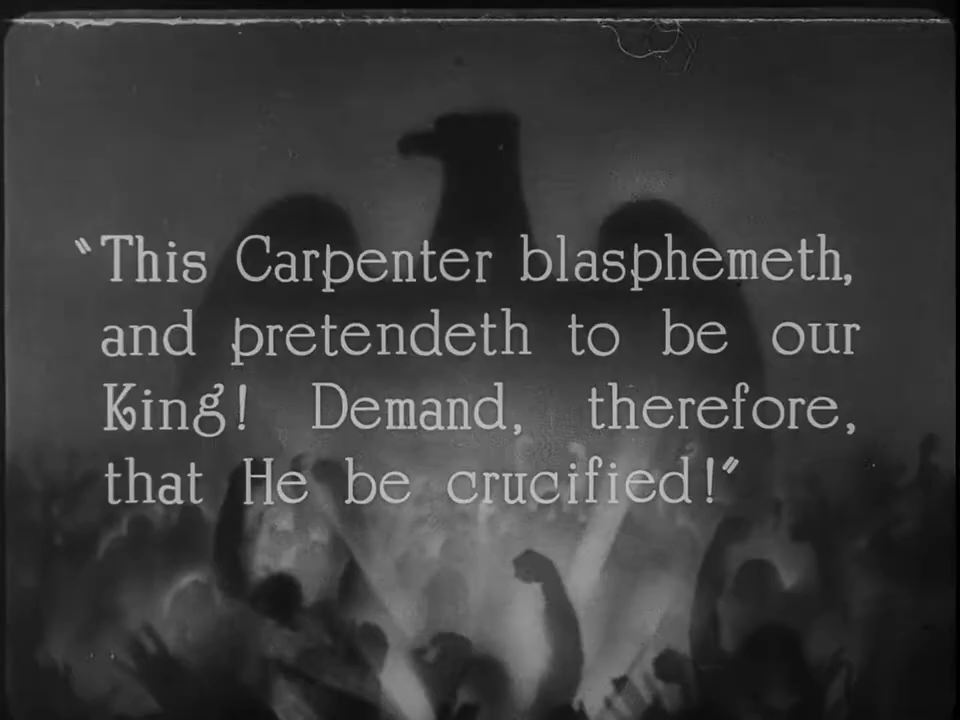 "This Carpenter blasphemeth,
and pretendeth to be our
King! Demand, therefore,
that He be crucified!"